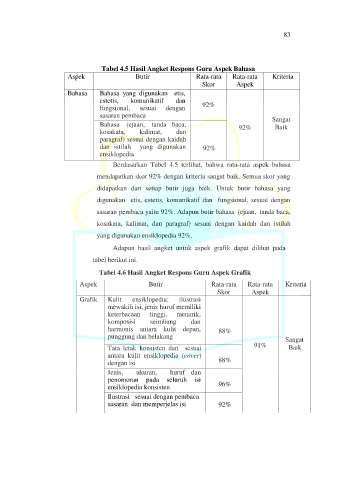 83
Tabel 4.5 Hasil Angket Respons Guru Aspek Bahasa
Aspek Butir Rata-rata Skor Rata-rata Aspek Kriteria
Bahasa Bahasa yang digunakan etis,
estetis, komunikatif dan
fungsional, sesuai dengan
sasaran pembaca
92%
Bahasa (ejaan, tanda baca,
kosakata, kalimat, dan
paragraf) sesuai dengan kaidah
dan istilah yang digunakan
ensiklopedia
92%
92%
Sangat
Baik
Berdasarkan Tabel 4.5 terlihat, bahwa rata-rata aspek bahasa
mendapatkan skor 92% dengan kriteria sangat baik. Semua skor yang
didapatkan dari setiap butir juga baik. Untuk butir bahasa yang
digunakan etis, estetis, komunikatif dan fungsional, sesuai dengan
sasaran pembaca yaitu 92%. Adapun butir bahasa (ejaan, tanda baca,
kosakata, kalimat, dan paragraf) sesuai dengan kaidah dan istilah
yang digunakan ensiklopedia 92%.
Adapun hasil angket untuk aspek grafik dapat dilihat pada
tabel berikut ini.
Tabel 4.6 Hasil Angket Respons Guru Aspek Grafik
Aspek Butir Rata-rata Skor Rata-rata Aspek Kriteria
Grafik Kulit ensiklopedia: ilustrasi
mewakili isi, jenis huruf memiliki
keterbacaan tinggi, menarik,
komposisi seimbang dan
harmonis antara kulit depan,
punggung dan belakang
88%
Tata letak konsisten dan sesuai
antara kulit ensiklopedia (cover)
dengan isi
88%
Jenis, ukuran, huruf dan
penomoran pada seluruh isi
ensiklopedia konsisten
96%
Ilustrasi sesuai dengan pembaca
sasaran dan memperjelas isi
92%
91%
Sangat
Baik